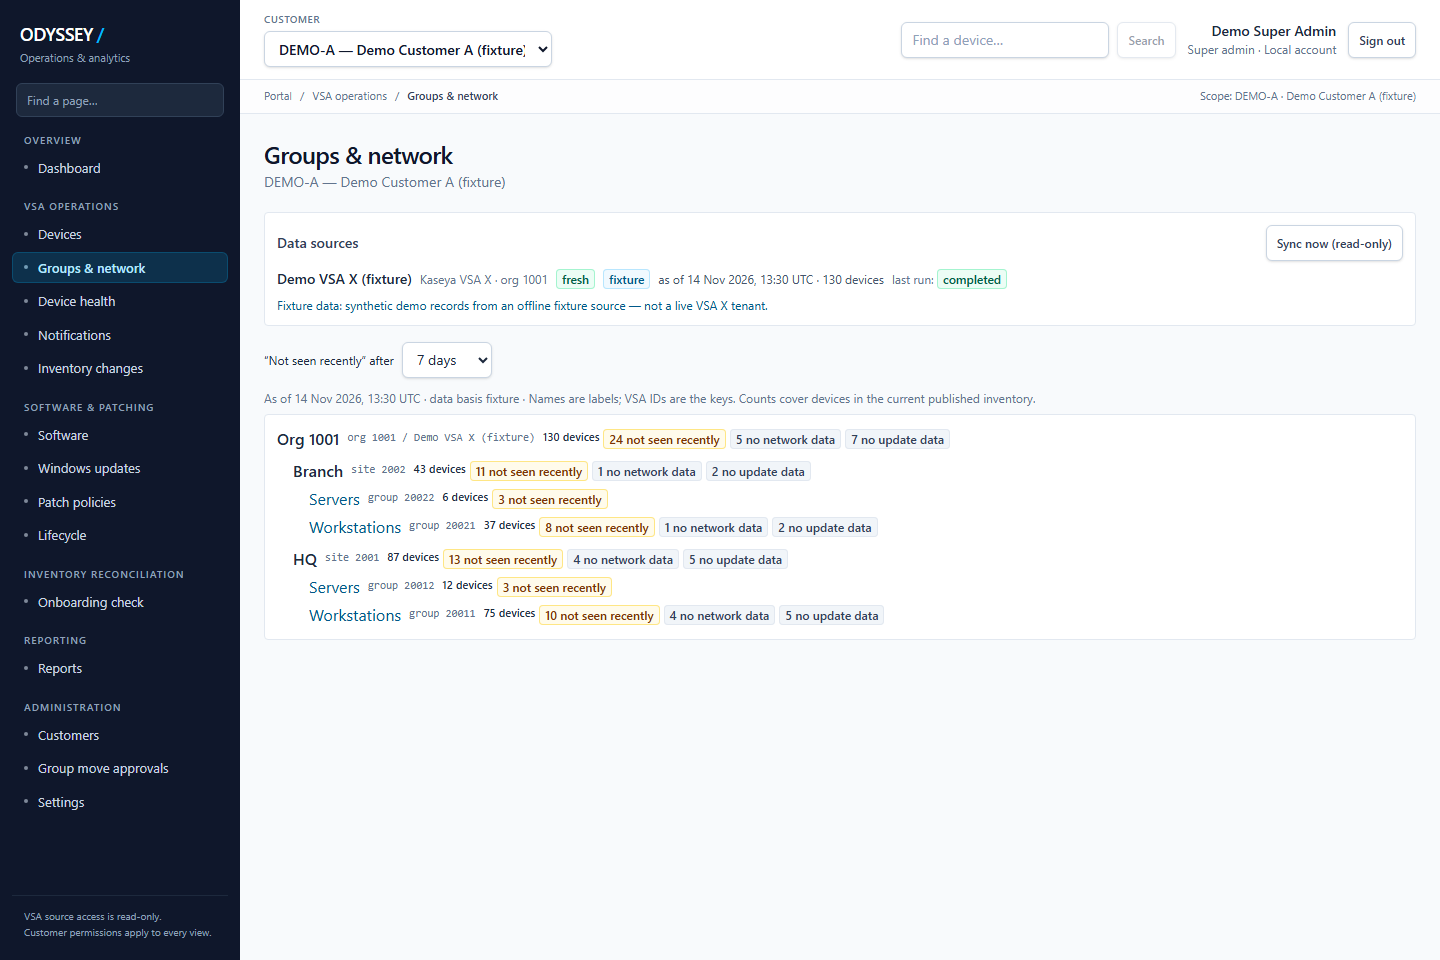 ODYSSEY /
Operations & analytics
Find a page...
OVERVIEW
Dashboard
VSA OPERATIONS
Devices
Groups & network
Device health
Notifications
Inventory changes
SOFTWARE & PATCHING
Software
Windows updates
Patch policies
Lifecycle
INVENTORY RECONCILIATION
Onboarding check
REPORTING
Reports
ADMINISTRATION
Customers
Group move approvals
Settings
VSA source access is read-only.
Customer permissions apply to every view.
CUSTOMER
DEMO-A — Demo Customer A (fixture)
Find a device...
Search
Demo Super Admin
Super admin · Local account
Sign out
Portal / VSA operations / Groups & network
Scope: DEMO-A · Demo Customer A (fixture)
Groups & network
DEMO-A — Demo Customer A (fixture)
Data sources
Sync now (read-only)
Demo VSA X (fixture) Kaseya VSA X · org 1001 fresh fixture as of 14 Nov 2026, 13:30 UTC · 130 devices last run: completed
Fixture data: synthetic demo records from an offline fixture source — not a live VSA X tenant.
"Not seen recently" after 7 days
As of 14 Nov 2026, 13:30 UTC · data basis fixture · Names are labels; VSA IDs are the keys. Counts cover devices in the current published inventory.
Org 1001 org 1001 / Demo VSA X (fixture) 130 devices 24 not seen recently 5 no network data 7 no update data
Branch site 2002 43 devices 11 not seen recently 1 no network data 2 no update data
Servers group 20022 6 devices 3 not seen recently
Workstations group 20021 37 devices 8 not seen recently 1 no network data 2 no update data
HQ site 2001 87 devices 13 not seen recently 4 no network data 5 no update data
Servers group 20012 12 devices 3 not seen recently
Workstations group 20011 75 devices 10 not seen recently 4 no network data 5 no update data